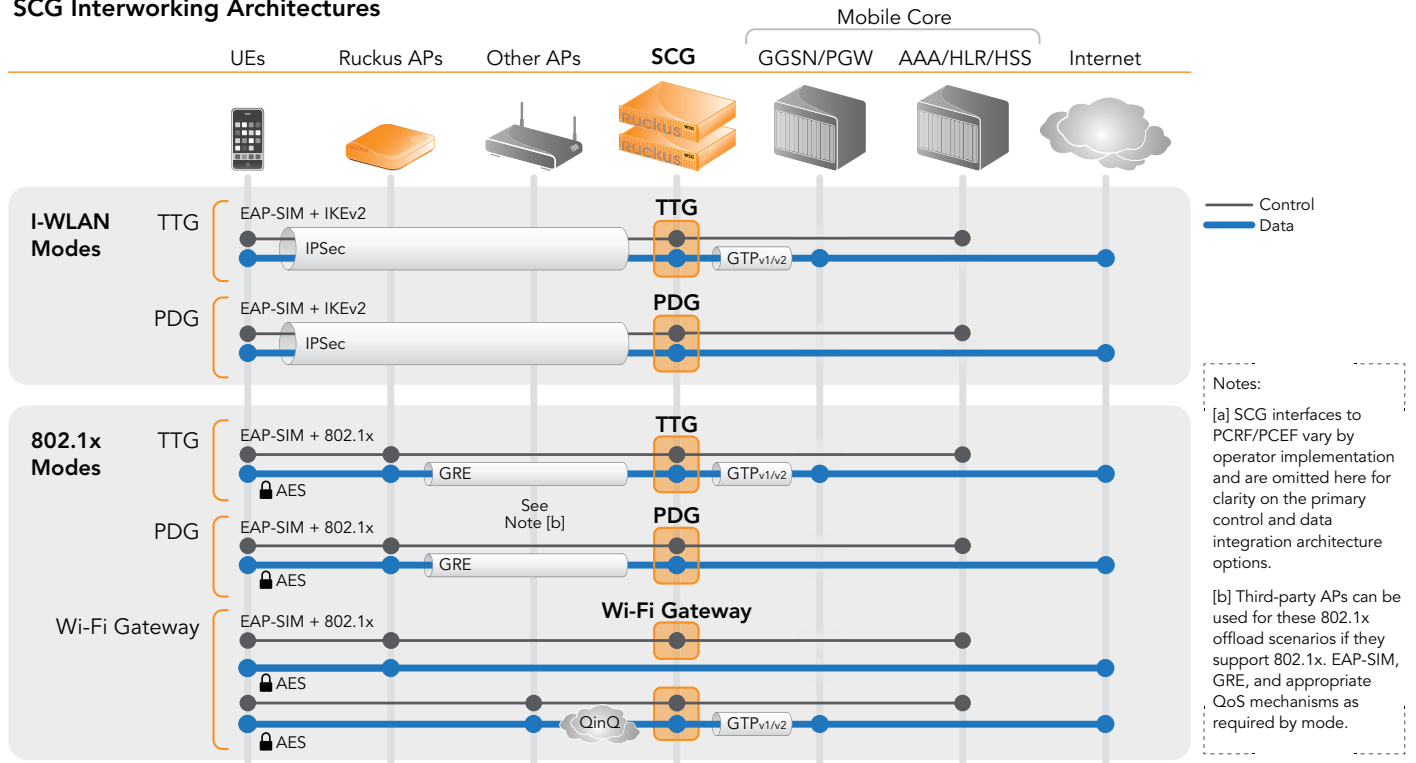 SCG Interworking Architectures
Mobile Core
UEs Ruckus APs Other APs SCG GGSN/PGW AAA/HLR/HSS Internet
Ruckus WSG
Ruckus WSG
Control
Data
I-WLAN
Modes
TTG
EAP-SIM + IKEv2
TTG
IPSec
GTPv1/v2
PDG
EAP-SIM + IKEv2
PDG
IPSec
802.1x
Modes
TTG
EAP-SIM + 802.1x
TTG
GRE
GTPv1/v2
AES
See
Note [b]
PDG
EAP-SIM + 802.1x
PDG
GRE
AES
Wi-Fi Gateway
EAP-SIM + 802.1x
Wi-Fi Gateway
AES
QinQ
GTPv1/v2
AES
Notes:
[a] SCG interfaces to
PCRF/PCEF vary by
operator implementation
and are omitted here for
clarity on the primary
control and data
integration architecture
options.
[b] Third-party APs can be
used for these 802.1x
offload scenarios if they
support 802.1x. EAP-SIM,
GRE, and appropriate
QoS mechanisms as
required by mode.